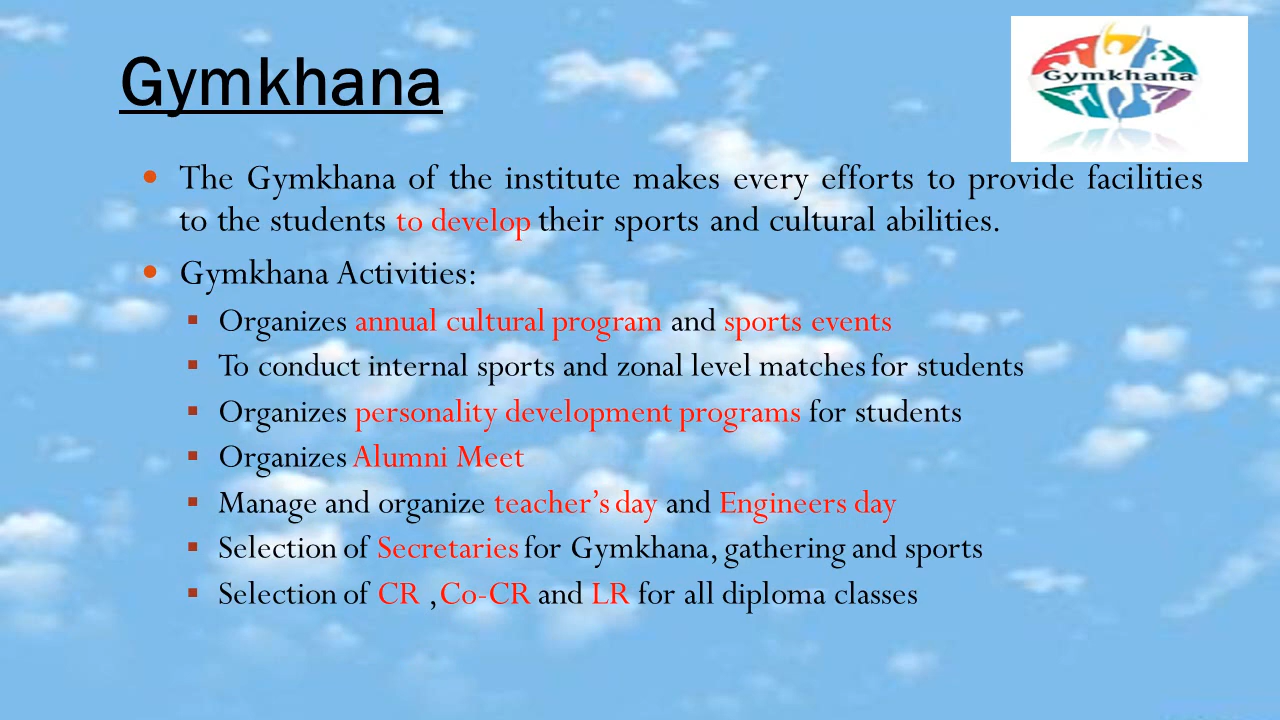 Gymkhana
Gymkhana
The Gymkhana of the institute makes every efforts to provide facilities
to the students to develop their sports and cultural abilities.
Gymkhana Activities:
Organizes annual cultural program and sports events
To conduct internal sports and zonal level matches for students
Organizes personality development programs for students
Organizes Alumni Meet
Manage and organize teacher’s day and Engineers day
Selection of Secretaries for Gymkhana, gathering and sports
Selection of CR , Co-CR and LR for all diploma classes